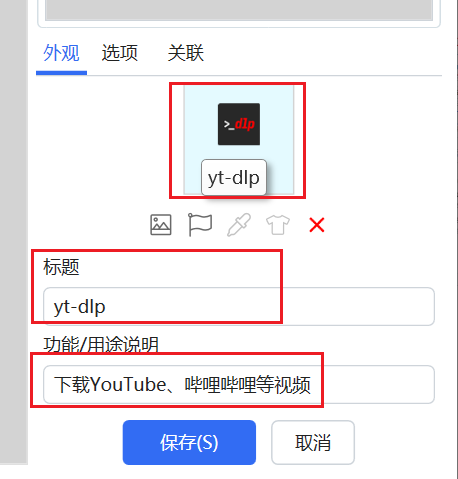 外观 选项 关联
>_dlp
yt-dlp
标题
yt-dlp
功能/用途说明
下载YouTube、哔哩哔哩等视频
保存(S) 取消